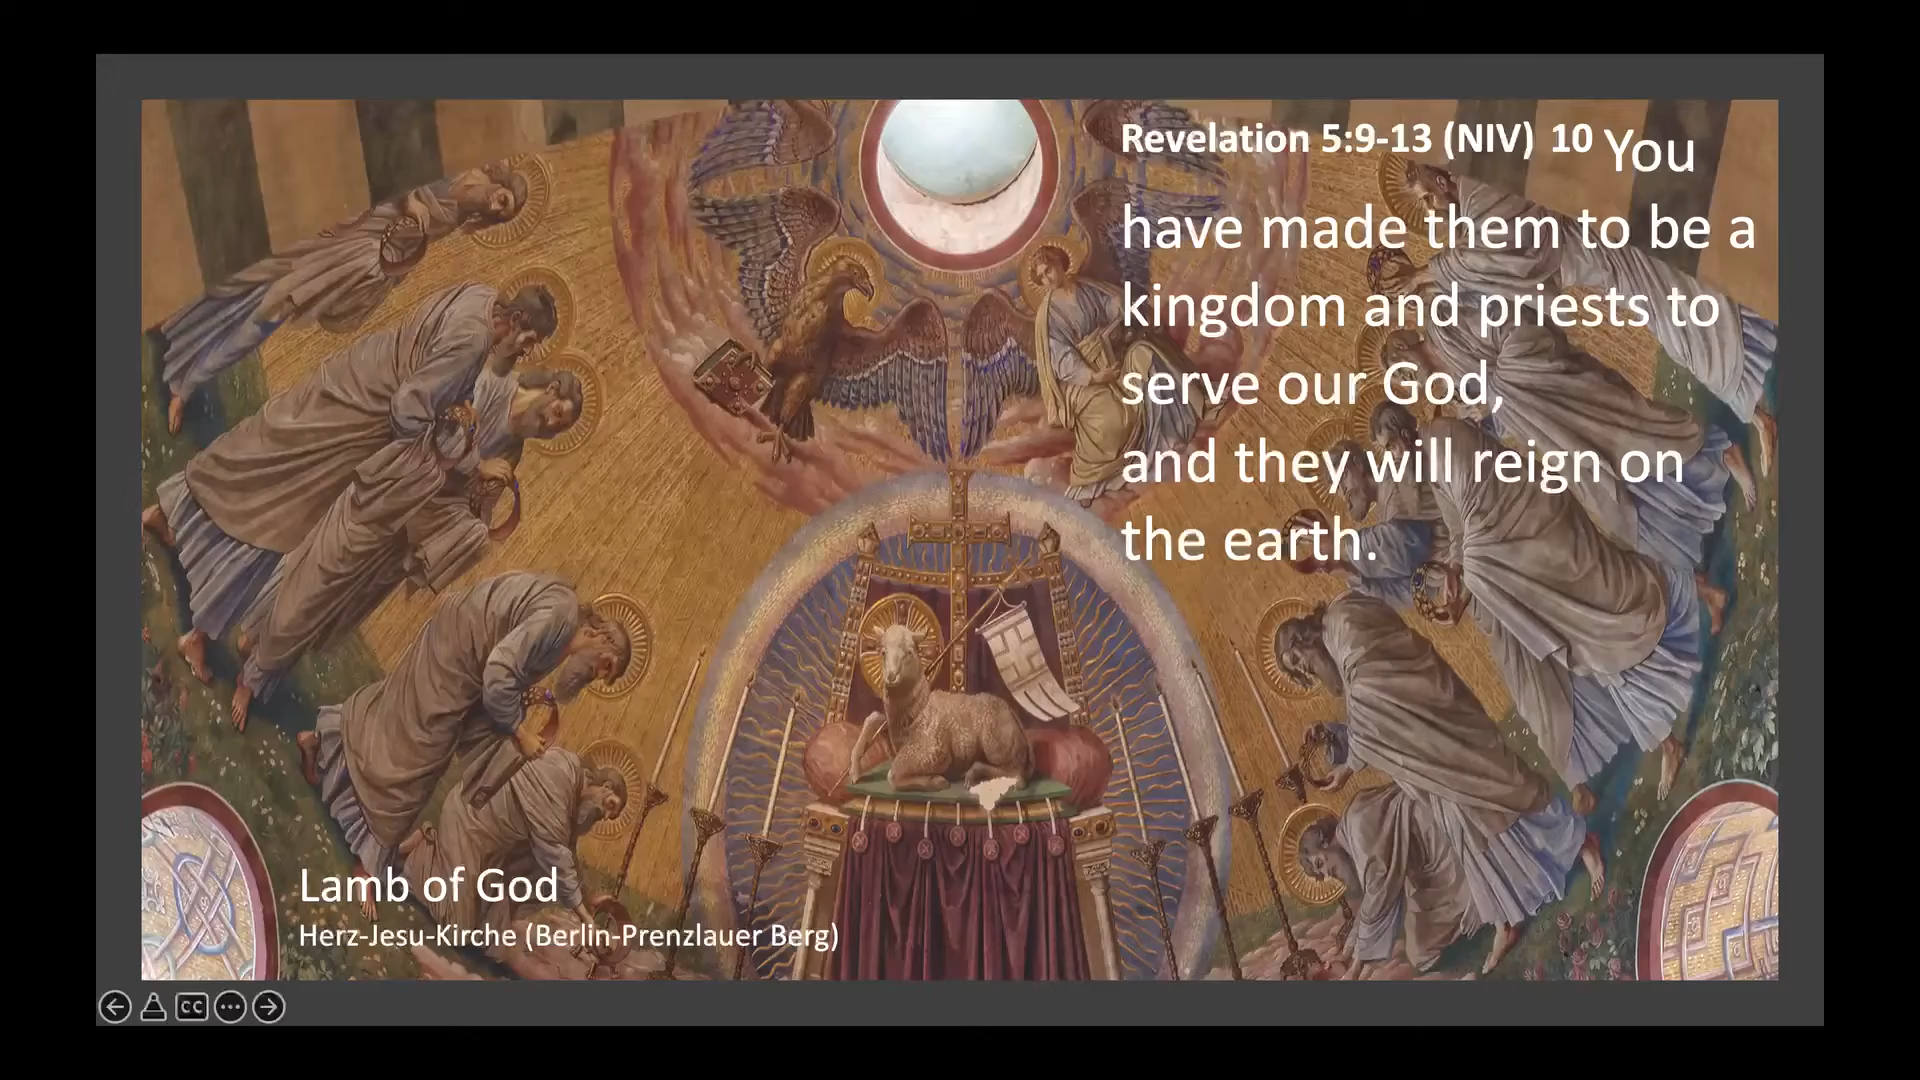 Revelation 5:9-13 (NIV) 10 You
have made them to be a
kingdom and priests to
serve our God,
and they will reign on
the earth.
Lamb of God
Herz-Jesu-Kirche (Berlin-Prenzlauer Berg)
CC